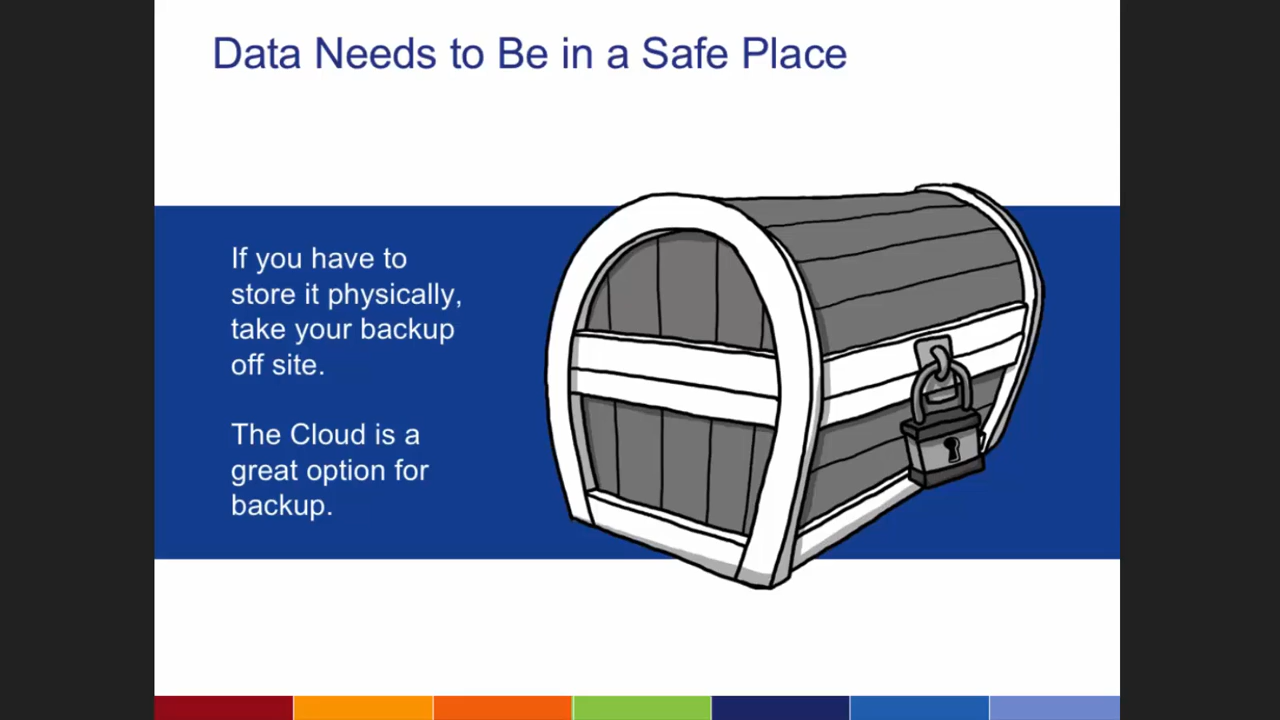 Data Needs to Be in a Safe Place
If you have to
store it physically,
take your backup
off site.
The Cloud is a
great option for
backup.